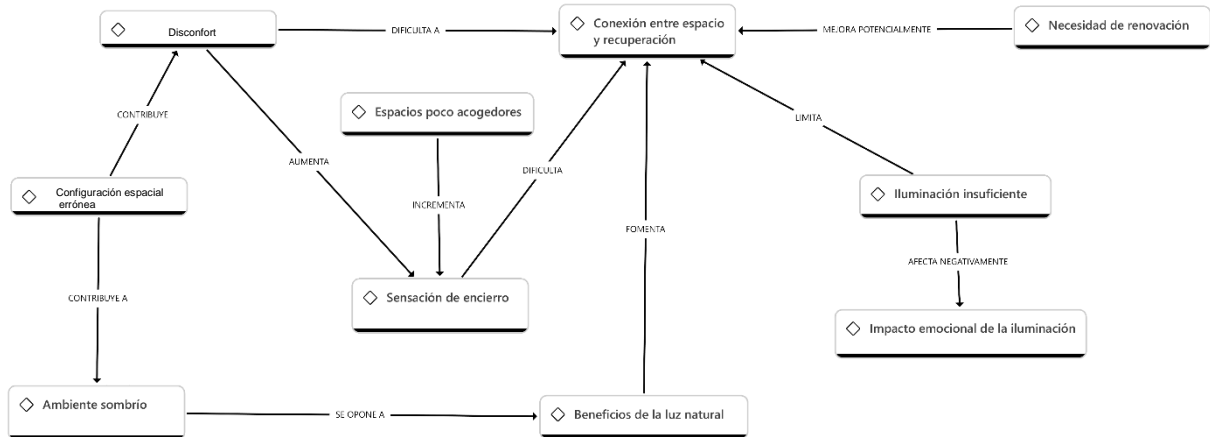 Disconfort
DIFICULTA A
Conexión entre espacio
y recuperación
MEJORA POTENCIALMENTE
Necesidad de renovación
CONTRIBUYE
Espacios poco acogedores
LIMITA
AUMENTA
DIFICULTA
Configuración espacial
errónea
Iluminación insuficiente
INCREMENTA
FOMENTA
AFECTA NEGATIVAMENTE
CONTRIBUYE A
Sensación de encierro
Impacto emocional de la iluminación
Ambiente sombrío
SE OPONE A
Beneficios de la luz natural